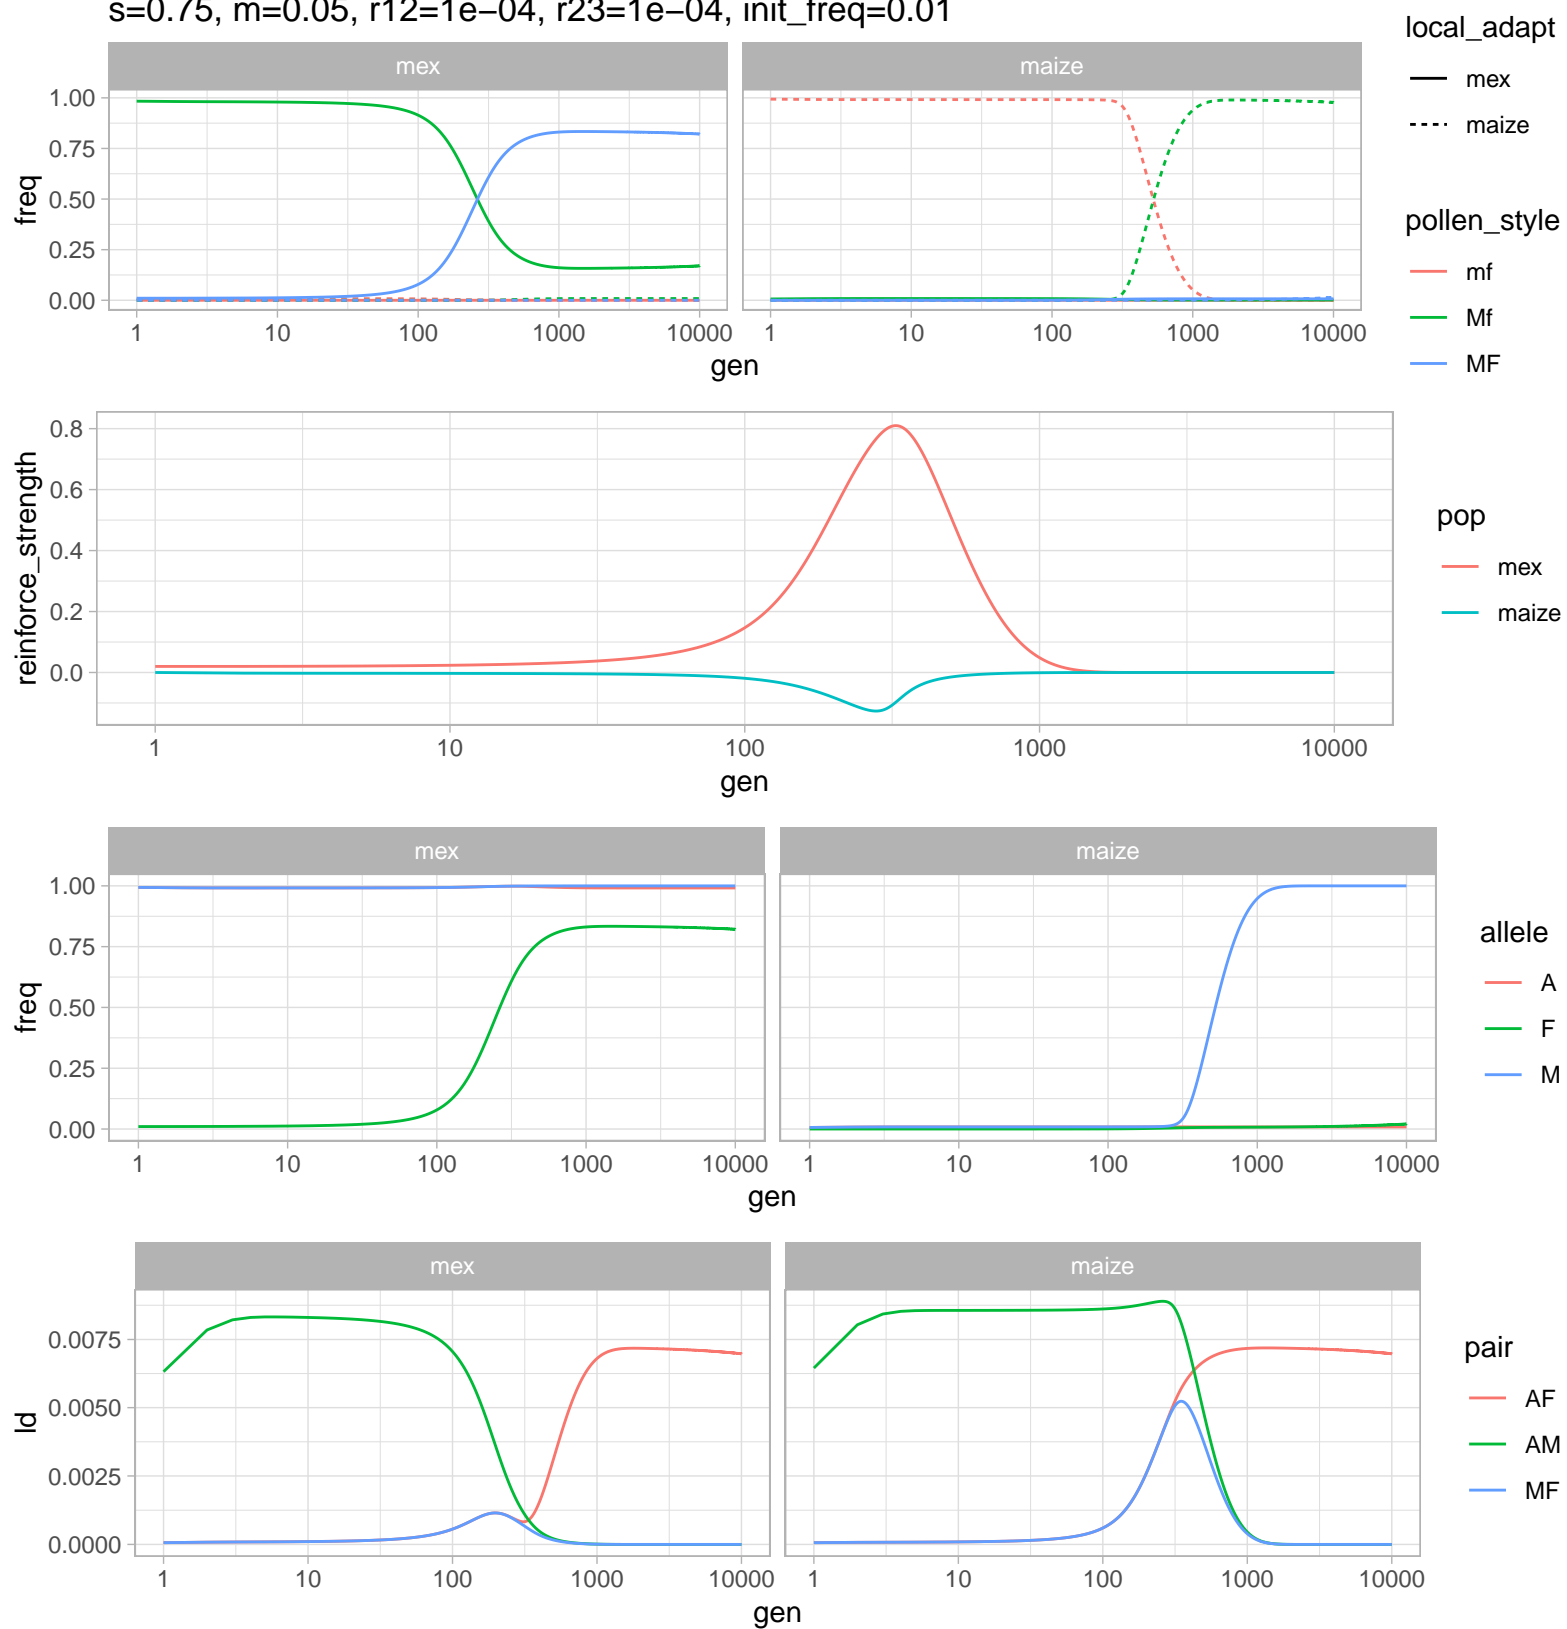 s=0.75, m=0.05, r12=1e−04, r23=1e−04, init_freq=0.01
mex
maize
freq
1.00
0.75
0.50
0.25
0.00
1
10
100
1000
10000
1
10
100
1000
10000
gen
local_adapt
mex
maize
pollen_style
mf
Mf
MF
reinforce_strength
0.8
0.6
0.4
0.2
0.0
1
10
100
1000
10000
gen
pop
mex
maize
mex
maize
freq
1.00
0.75
0.50
0.25
0.00
1
10
100
1000
10000
1
10
100
1000
10000
gen
allele
A
F
M
mex
maize
ld
0.0075
0.0050
0.0025
0.0000
1
10
100
1000
10000
1
10
100
1000
10000
gen
pair
AF
AM
MF